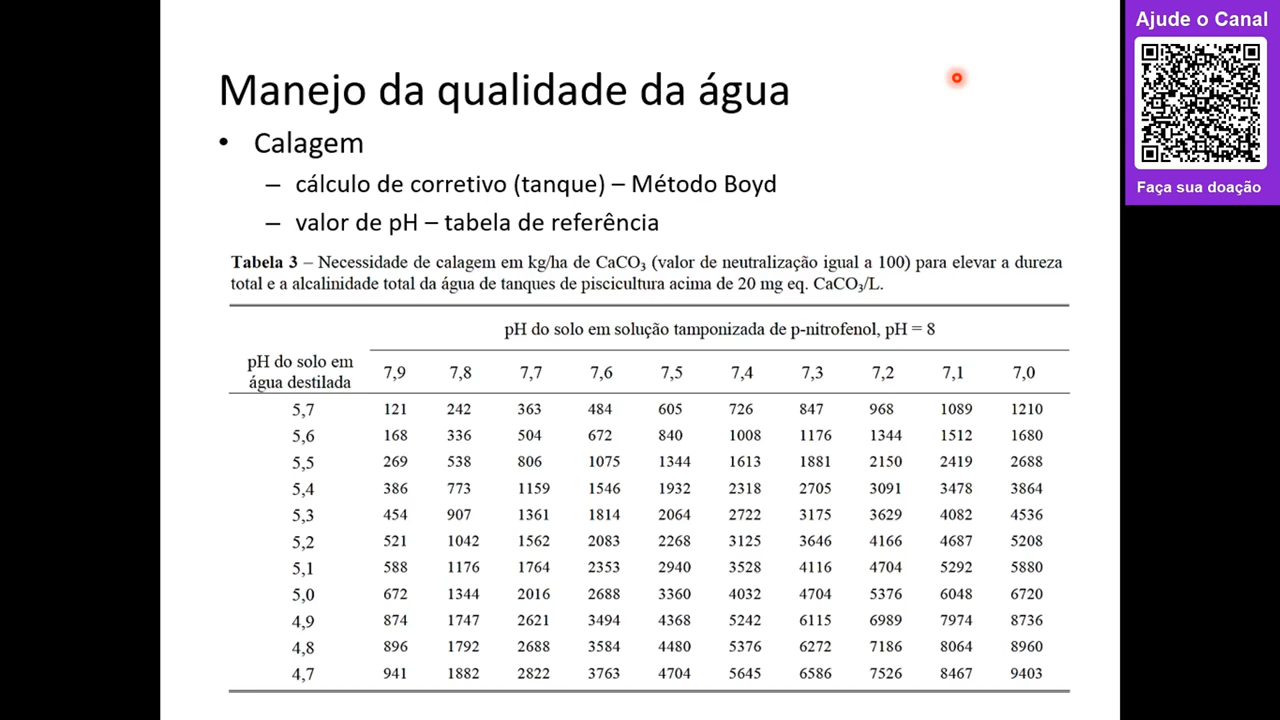 Manejo da qualidade da água
• Calagem
– cálculo de corretivo (tanque) – Método Boyd
– valor de pH – tabela de referência
Tabela 3 – Necessidade de calagem em kg/ha de CaCO₃ (valor de neutralização igual a 100) para elevar a dureza
total e a alcalinidade total da água de tanques de piscicultura acima de 20 mg eq. CaCO₃/L.
pH do solo em solução tamponizada de p-nitrofenol, pH = 8
pH do solo em
água destilada
7,9 7,8 7,7 7,6 7,5 7,4 7,3 7,2 7,1 7,0
5,7 121 242 363 484 605 726 847 968 1089 1210
5,6 168 336 504 672 840 1008 1176 1344 1512 1680
5,5 269 538 806 1075 1344 1613 1881 2150 2419 2688
5,4 386 773 1159 1546 1932 2318 2705 3091 3478 3864
5,3 454 907 1361 1814 2064 2722 3175 3629 4082 4536
5,2 521 1042 1562 2083 2268 3125 3646 4166 4687 5208
5,1 588 1176 1764 2353 2940 3528 4116 4704 5292 5880
5,0 672 1344 2016 2688 3360 4032 4704 5376 6048 6720
4,9 874 1747 2621 3494 4368 5242 6115 6989 7974 8736
4,8 896 1792 2688 3584 4480 5376 6272 7186 8064 8960
4,7 941 1882 2822 3763 4704 5645 6586 7526 8467 9403
Ajude o Canal
Faça sua doação